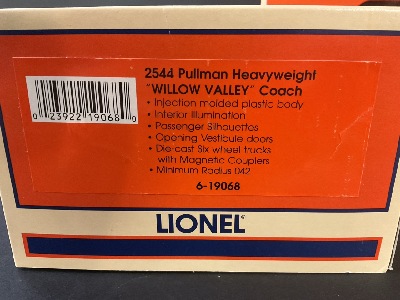 2544 Pullman Heavyweight
"WILLOW VALLEY" Coach
• Injection molded plastic body
• Interior Illumination
• Passenger Silhouettes
• Opening Vesticule doors
• Die-cast Six wheel trucks
with Magnetic Couplers
• Minimum Radius 042
6-19068
0 23922 19068 0
LIONEL